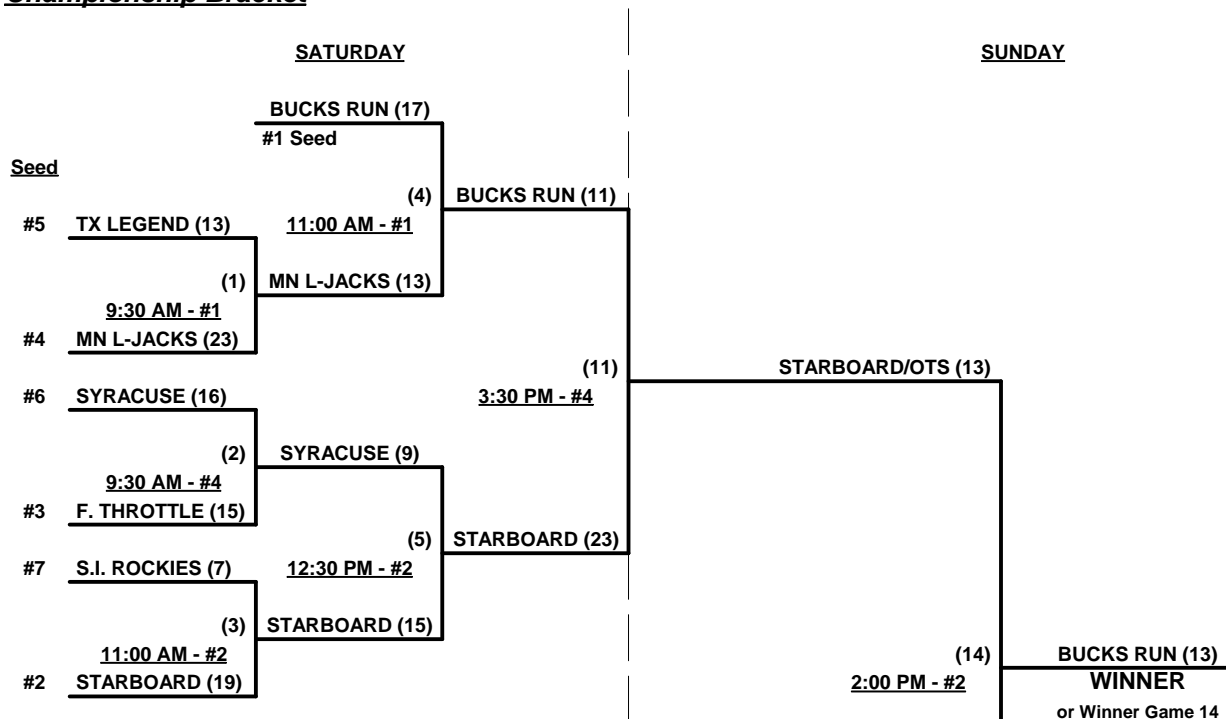 Championship Bracket
SATURDAY
SUNDAY
BUCKS RUN (17)
#1 Seed
Seed
(4)
BUCKS RUN (11)
#5
TX LEGEND (13)
11:00 AM - #1
(1)
MN L-JACKS (13)
9:30 AM - #1
#4
MN L-JACKS (23)
(11)
STARBOARD/OTS (13)
#6
SYRACUSE (16)
3:30 PM - #4
(2)
SYRACUSE (9)
9:30 AM - #4
#3
F. THROTTLE (15)
(5)
STARBOARD (23)
#7
S.I. ROCKIES (7)
12:30 PM - #2
(3)
STARBOARD (15)
11:00 AM - #2
(14)
BUCKS RUN (13)
#2
STARBOARD (19)
2:00 PM - #2
WINNER
or Winner Game 14